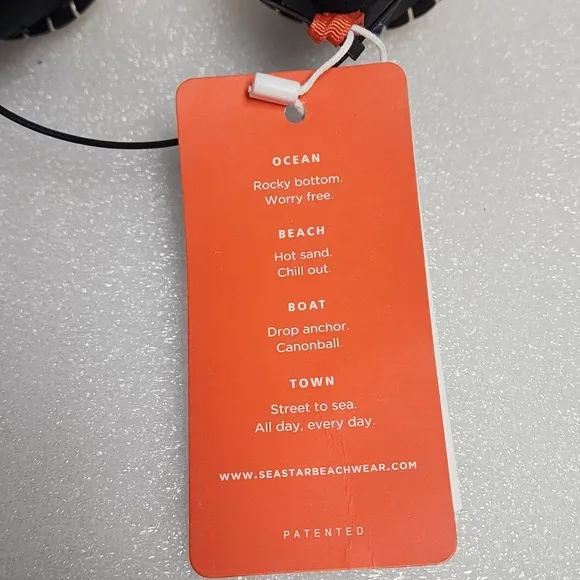 OCEAN
Rocky bottom.
Worry free.
BEACH
Hot sand.
Chill out.
BOAT
Drop anchor.
Canonball.
TOWN
Street to sea.
All day, every day.
WWW.SEASTARBEACHWEAR.COM
PATENTED